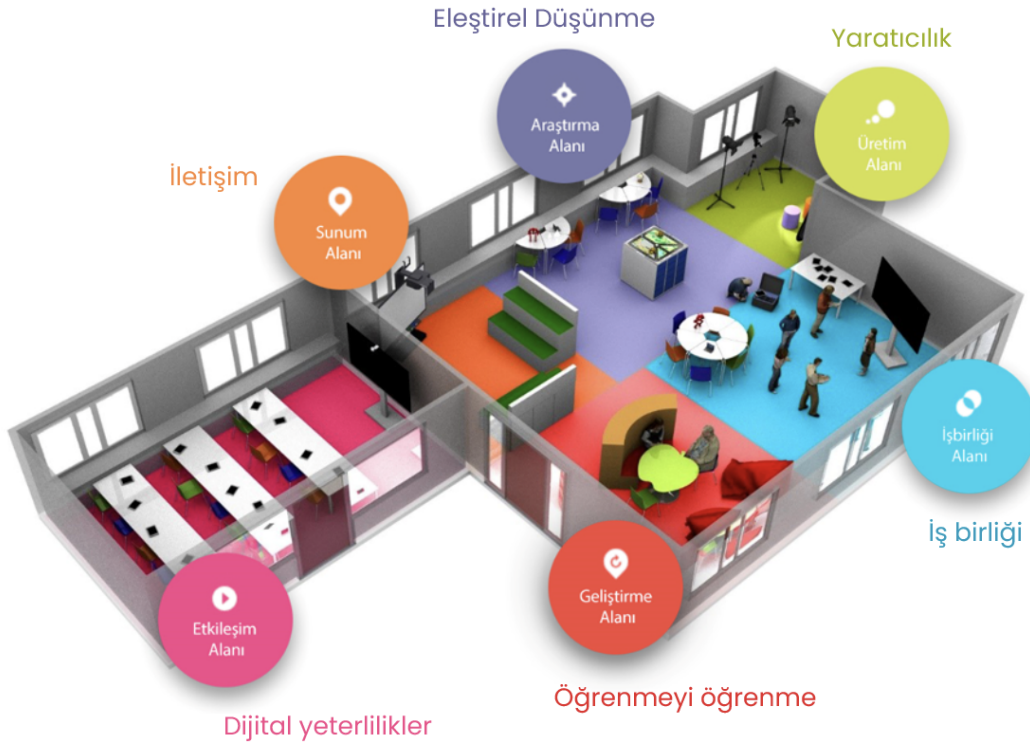 Eleştirel Düşünme
Yaratıcılık
Araştırma
Alanı
Üretim
Alanı
İletişim
Sunum
Alanı
İşbirliği
Alanı
İş birliği
Geliştirme
Alanı
Etkileşim
Alanı
Öğrenmeyi öğrenme
Dijital yeterlilikler